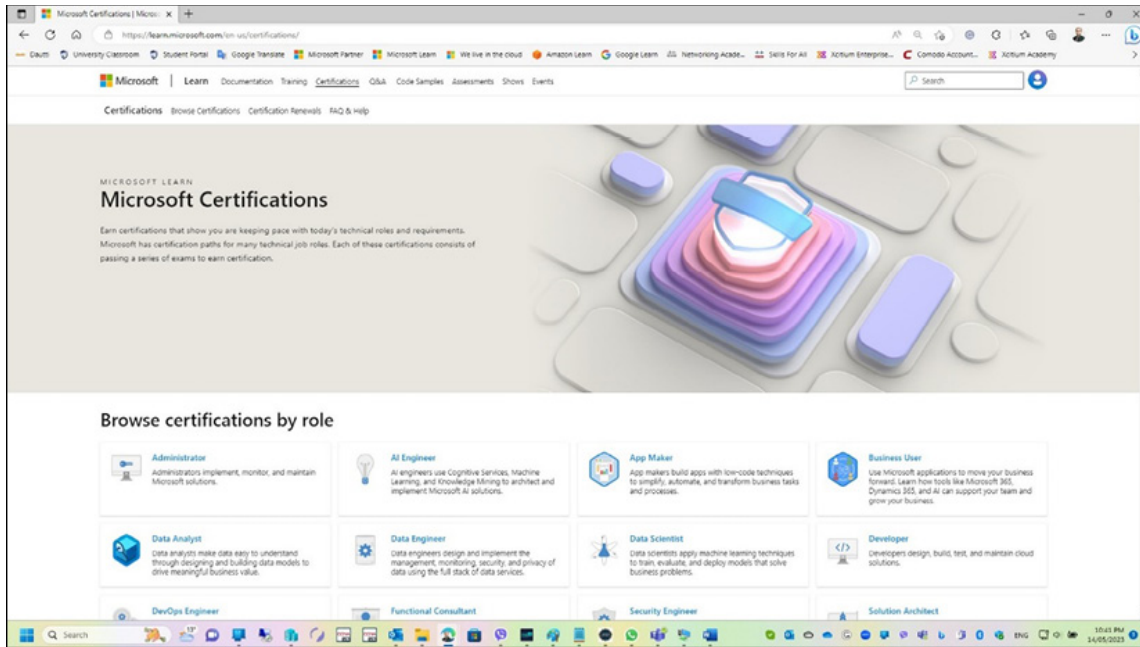 Microsoft Certifications | Micros
https://learn.microsoft.com/en-us/certifications/
Daum University Classroom Student Portal Google Translate Microsoft Partner Microsoft Learn We live in the cloud Amazon Learn Google Learn Networking Acade... Skills For All Xcitium Enterprise... Comodo Account... Xcitium Academy
Microsoft | Learn Documentation Training Certifications Q&A Code Samples Assessments Shows Events Search
Certifications Browse Certifications Certification Renewals FAQ & Help
MICROSOFT LEARN
Microsoft Certifications
Earn certifications that show you are keeping pace with today's technical roles and requirements.
Microsoft has certification paths for many technical job roles. Each of these certifications consists of
passing a series of exams to earn certification.
Browse certifications by role
Administrator
Administrators implement, monitor, and maintain
Microsoft solutions.
AI Engineer
AI engineers use Cognitive Services, Machine
Learning, and Knowledge Mining to architect and
implement Microsoft AI solutions.
App Maker
App makers build apps with low-code techniques
to simplify, automate, and transform business tasks
and processes.
Business User
Use Microsoft applications to move your business
forward. Learn how tools like Microsoft 365,
Dynamics 365, and AI can support your team and
grow your business.
Data Analyst
Data analysts make data easy to understand
through designing and building data models to
drive meaningful business value.
Data Engineer
Data engineers design and implement the
management, monitoring, security, and privacy of
data using the full stack of data services.
Data Scientist
Data scientists apply machine learning techniques
to train, evaluate, and deploy models that solve
business problems.
Developer
Developers design, build, test, and maintain cloud
solutions.
DevOps Engineer
Functional Consultant
Security Engineer
Solution Architect
Search
ENG
10:41 PM
14/05/2023